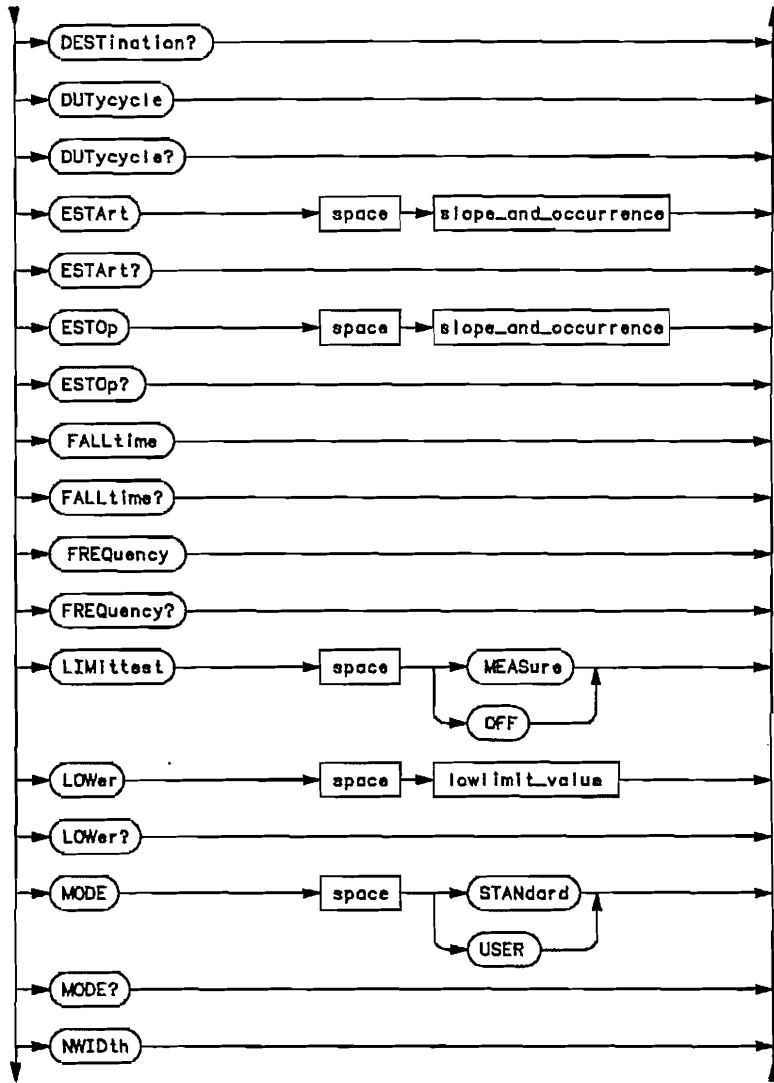 DESTination?
DUTycycle
DUTycycle?
ESTArt space slope_and_occurrence
ESTArt?
ESTOp space slope_and_occurrence
ESTOp?
FALLtime
FALLtime?
FREQuency
FREQuency?
LIMittest space MEASure
OFF
LOWer space lowlimit_value
LOWer?
MODE space STANdard
USER
MODE?
NWIDth